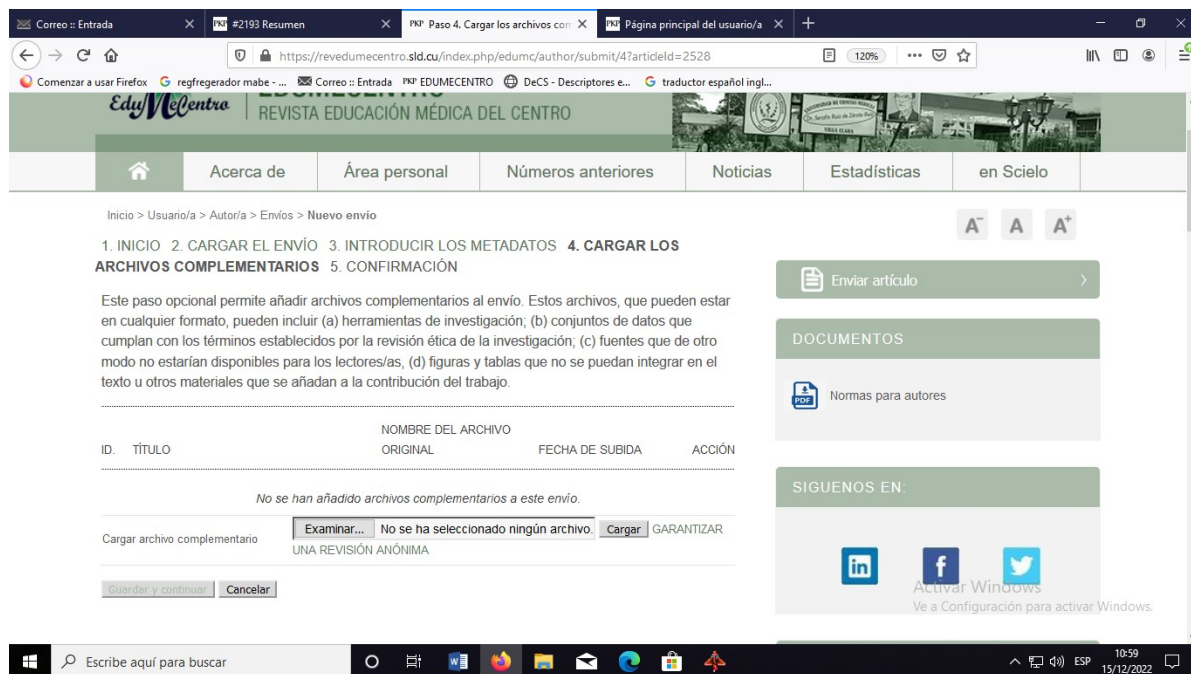 Correo :: Entrada
#2193 Resumen
Paso 4. Cargar los archivos com
Página principal del usuario/a
https://revedumecentro.sld.cu/index.php/edumc/author/submit/4?articleId=2528
120%
Comenzar a usar Firefox
regfregerador mabe - ...
Correo :: Entrada
EDUMECENTRO
DeCS - Descriptores e...
traductor español ingl...
EduMeCentro
REVISTA EDUCACIÓN MÉDICA DEL CENTRO
Acerca de
Área personal
Números anteriores
Noticias
Estadísticas
en Scielo
Inicio > Usuario/a > Autor/a > Envíos > Nuevo envío
A- A A+
1. INICIO 2. CARGAR EL ENVÍO 3. INTRODUCIR LOS METADATOS 4. CARGAR LOS
ARCHIVOS COMPLEMENTARIOS 5. CONFIRMACIÓN
Este paso opcional permite añadir archivos complementarios al envío. Estos archivos, que pueden estar
en cualquier formato, pueden incluir (a) herramientas de investigación; (b) conjuntos de datos que
cumplan con los términos establecidos por la revisión ética de la investigación; (c) fuentes que de otro
modo no estarían disponibles para los lectores/as, (d) figuras y tablas que no se puedan integrar en el
texto u otros materiales que se añadan a la contribución del trabajo.
NOMBRE DEL ARCHIVO
ID. TÍTULO ORIGINAL FECHA DE SUBIDA ACCIÓN
No se han añadido archivos complementarios a este envío.
Cargar archivo complementario
Examinar... No se ha seleccionado ningún archivo. Cargar GARANTIZAR
UNA REVISIÓN ANÓNIMA
Guardar y continuar Cancelar
Enviar artículo
DOCUMENTOS
PDF
Normas para autores
SIGUENOS EN:
in f
Activar Windows
Ve a Configuración para activar Windows.
Escribe aquí para buscar
ESP
10:59
15/12/2022